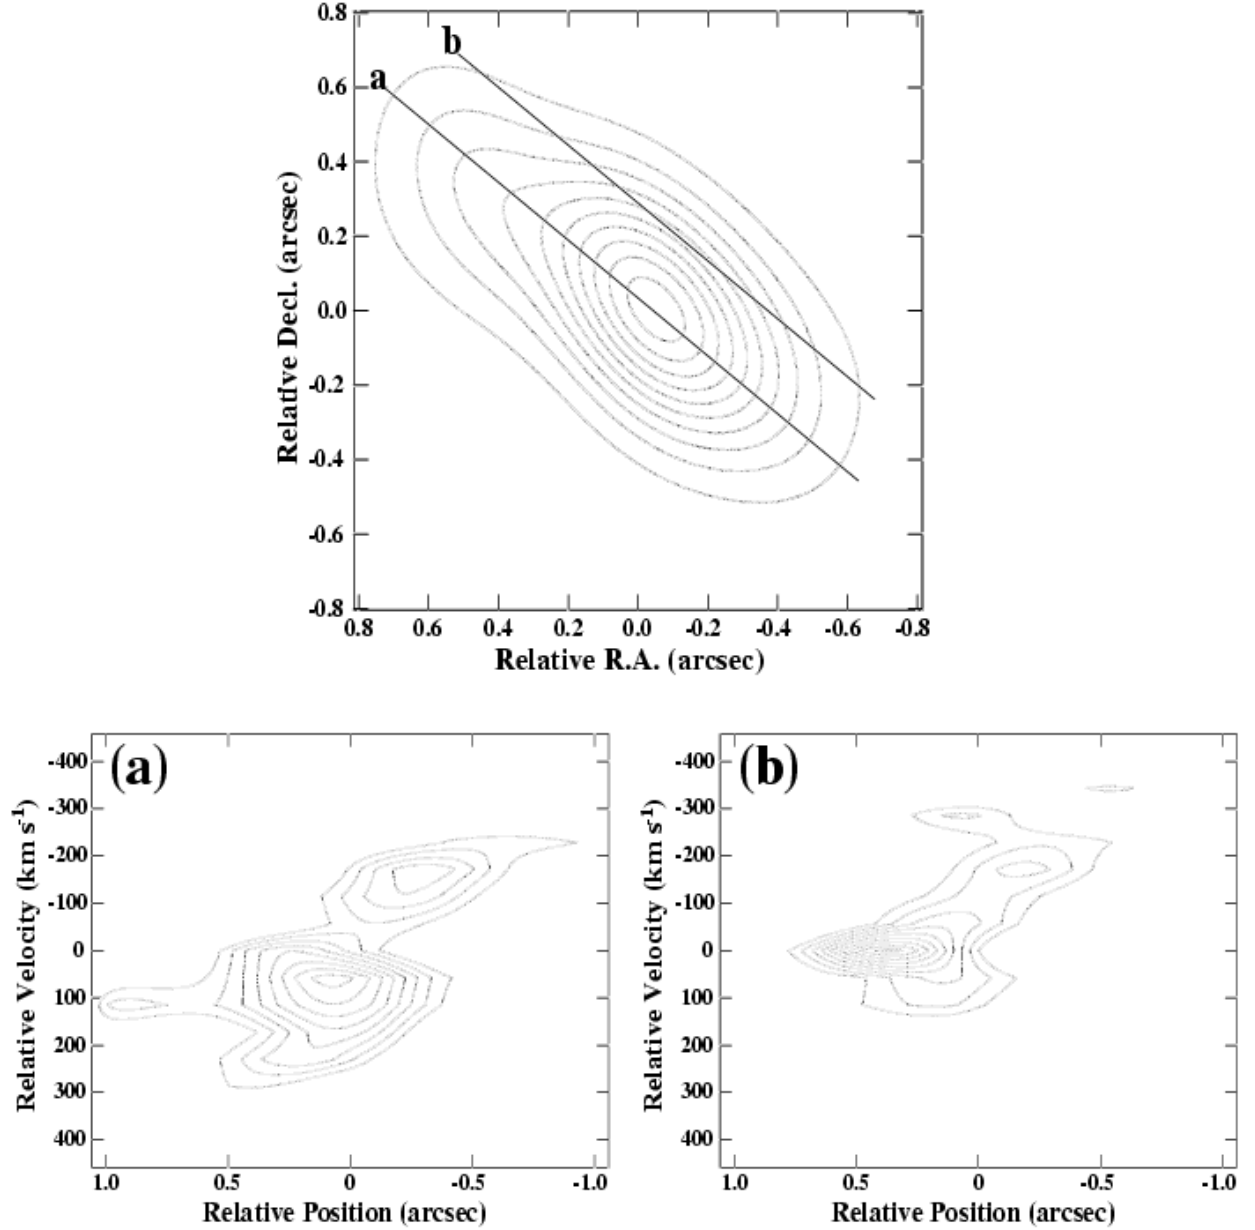 0.8
0.6
0.4
0.2
0.0
-0.2
-0.4
-0.6
-0.8
Relative Decl. (arcsec)
b
a
0.8 0.6 0.4 0.2 0.0 -0.2 -0.4 -0.6 -0.8
Relative R.A. (arcsec)
(a)
-400
-300
-200
-100
0
100
200
300
400
Relative Velocity (km s⁻¹)
1.0 0.5 0 -0.5 -1.0
Relative Position (arcsec)
(b)
-400
-300
-200
-100
0
100
200
300
400
Relative Velocity (km s⁻¹)
1.0 0.5 0 -0.5 -1.0
Relative Position (arcsec)